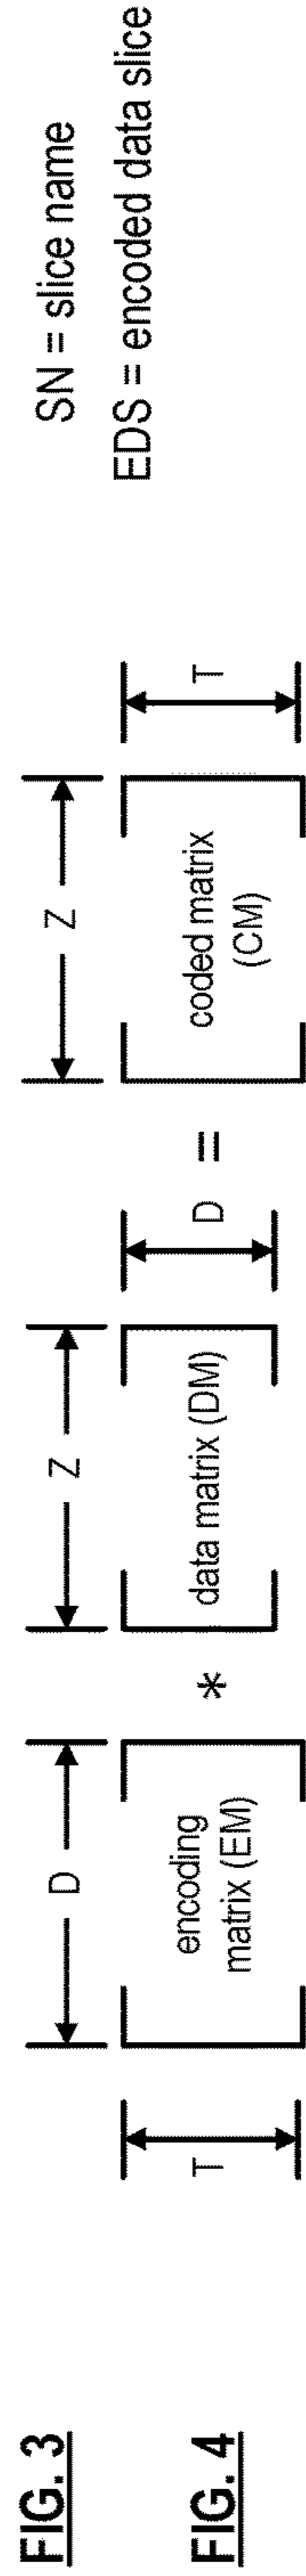 FIG. 3
SN = slice name
EDS = encoded data slice
FIG. 4
T
D
encoding
matrix (EM)
*
Z
data matrix (DM)
D
=
Z
coded matrix
(CM)
T